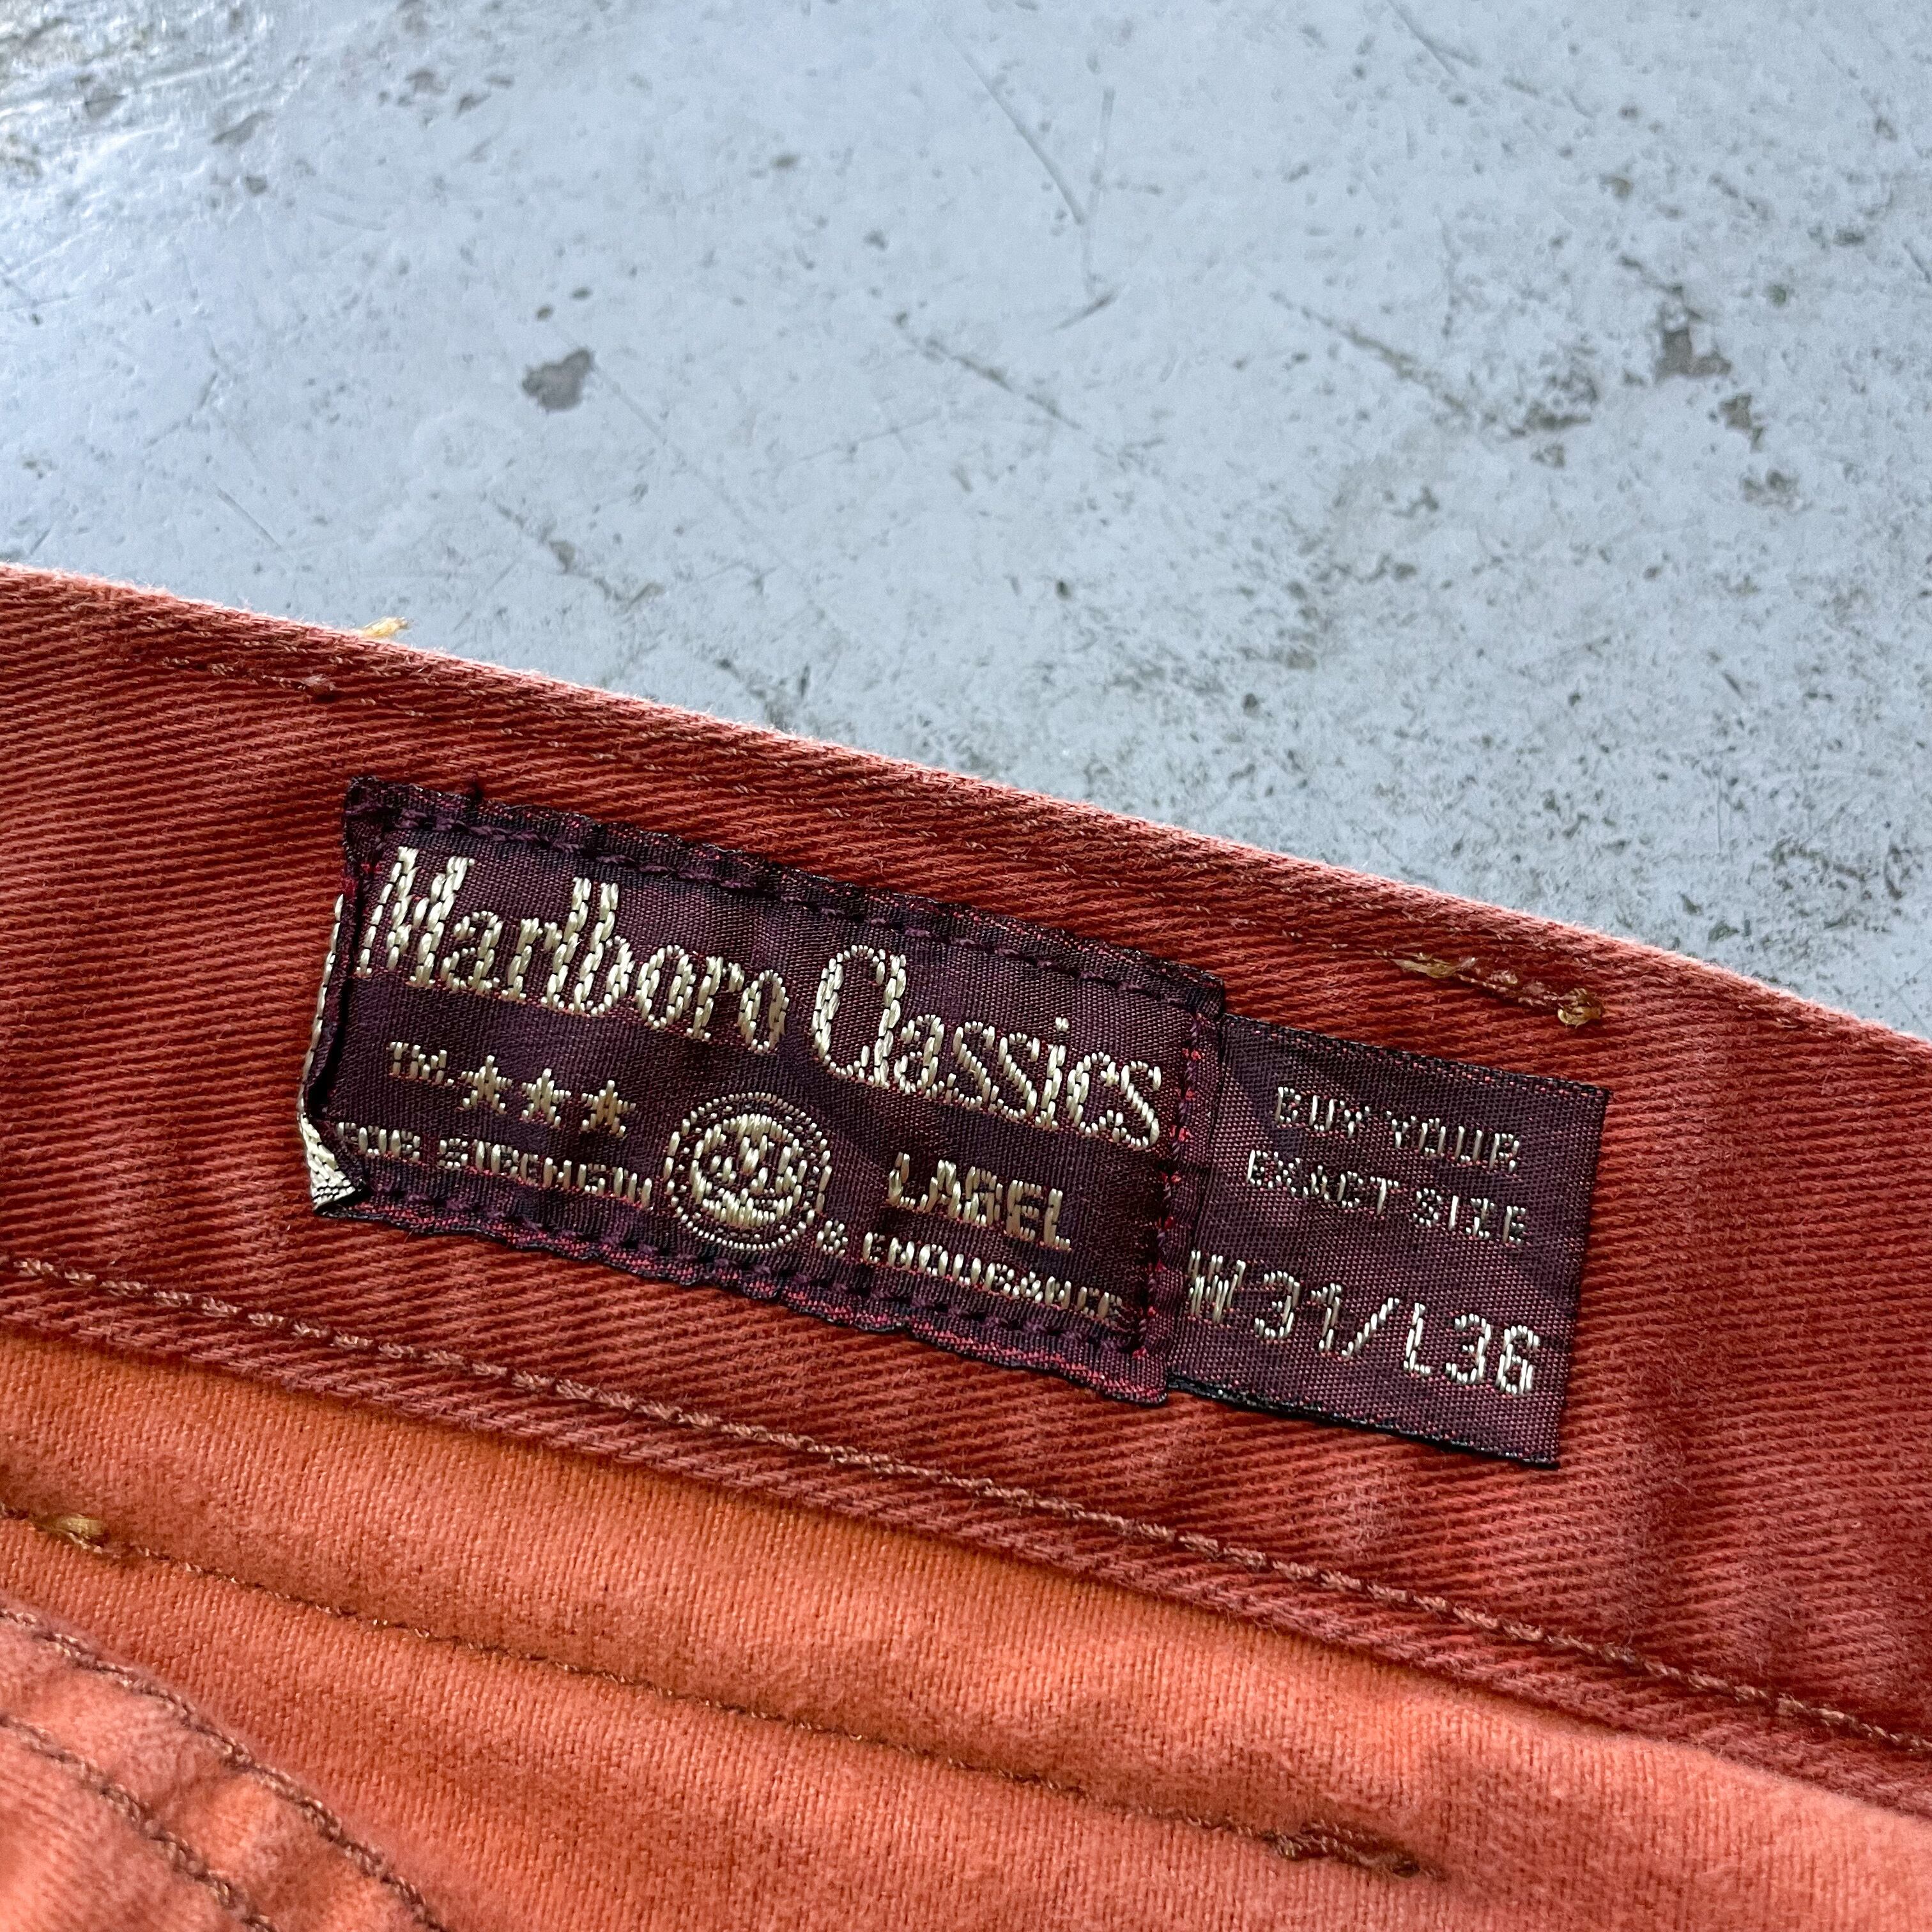 Marlboro Classics
TM. ★★★ LABEL
FOR STRENGTH & ENDURANCE
BUY YOUR
EXACT SIZE
W31/L36